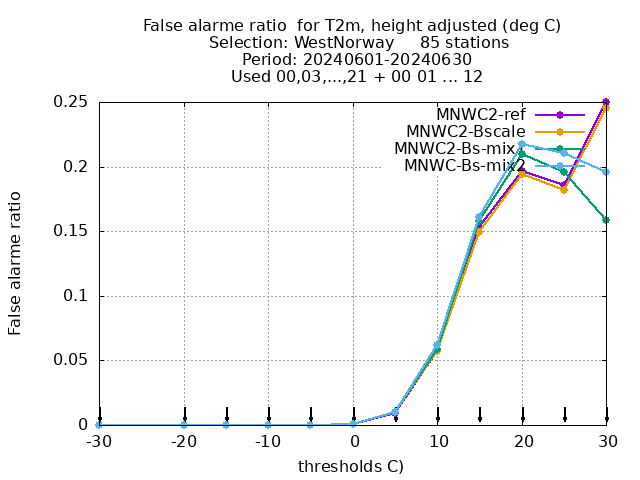 False alarme ratio  for T2m, height adjusted (deg C)
Selection: WestNorway     85 stations
Period: 20240601-20240630
Used 00,03,...,21 + 00 01 ... 12
MNWC2-ref
MNWC2-Bscale
MNWC2-Bs-mix
MNWC-Bs-mix2
False alarme ratio
0.25
0.2
0.15
0.1
0.05
0
-30 -20 -10 0 10 20 30
thresholds C)